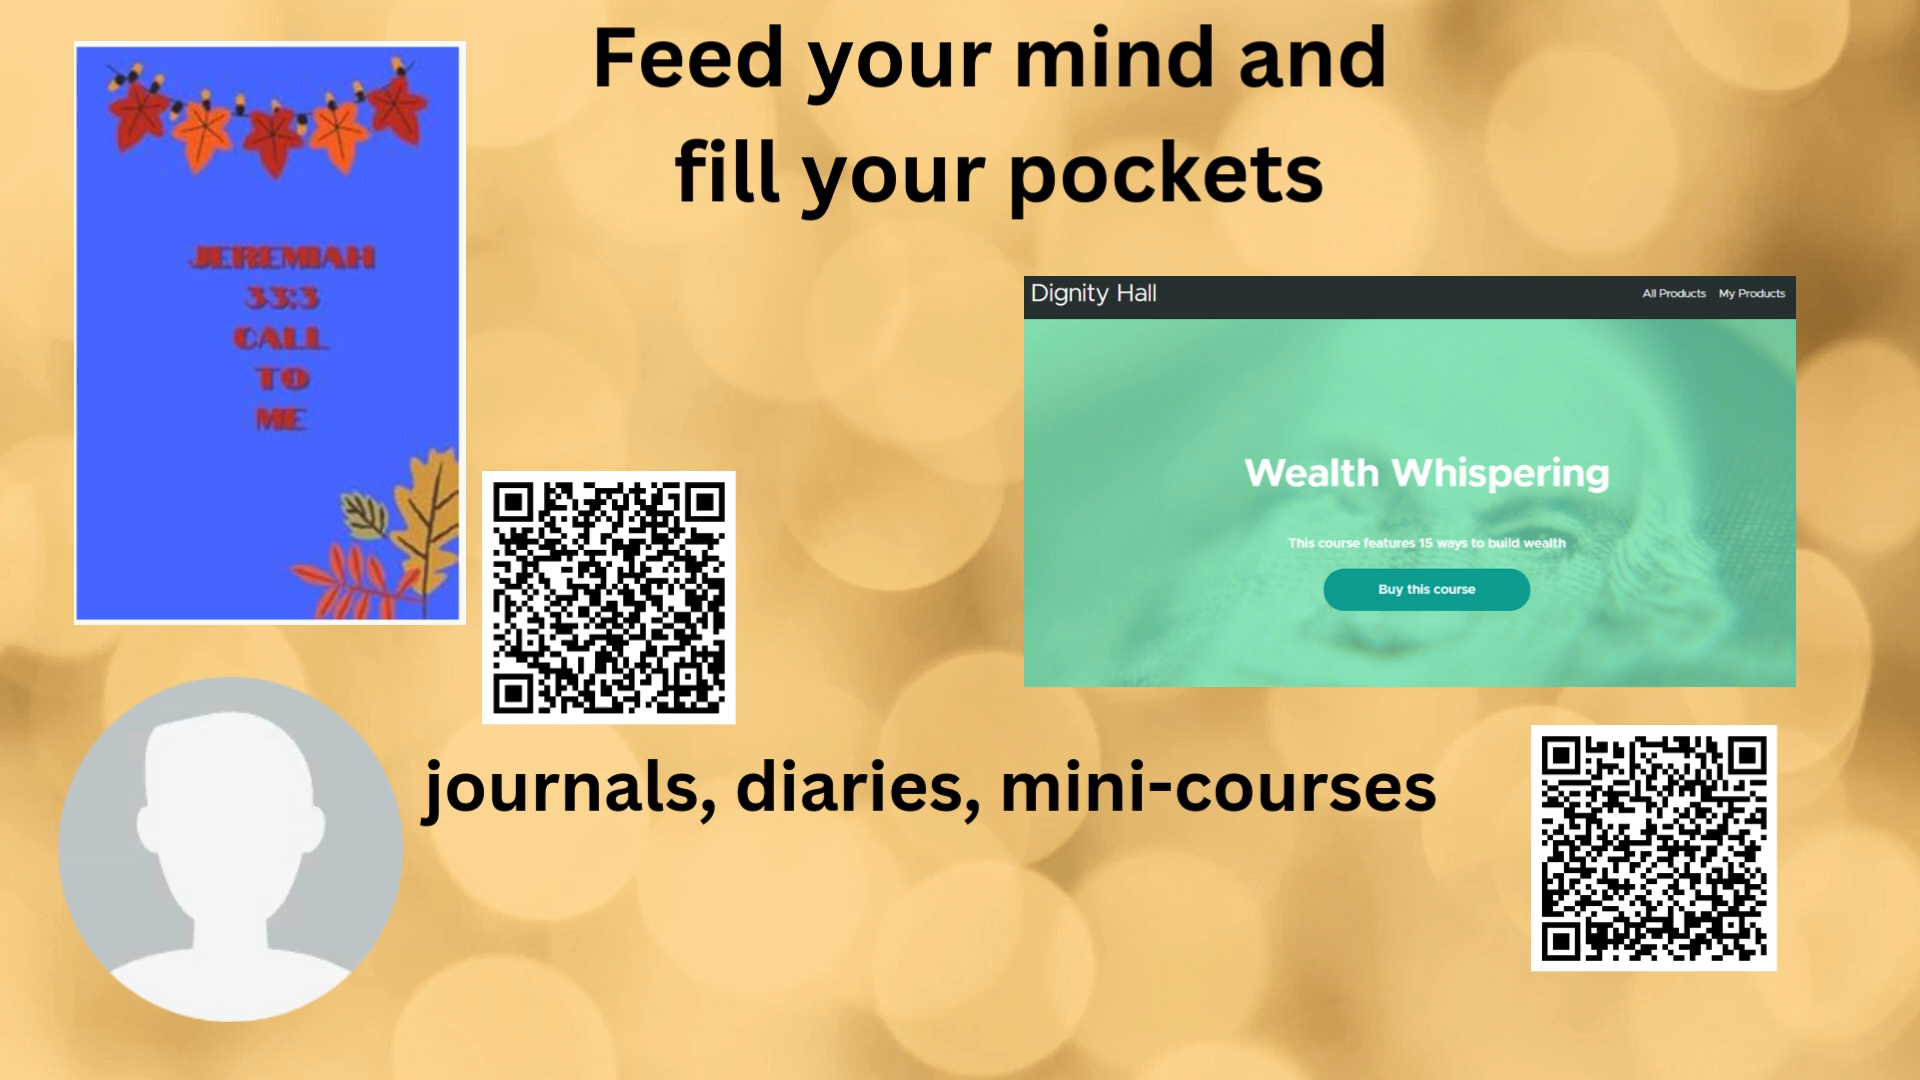 Feed your mind and
fill your pockets
JEREMIAH
33:3
CALL
TO
ME
Dignity Hall
All Products My Products
Wealth Whispering
This course features 15 ways to build wealth
Buy this course
journals, diaries, mini-courses